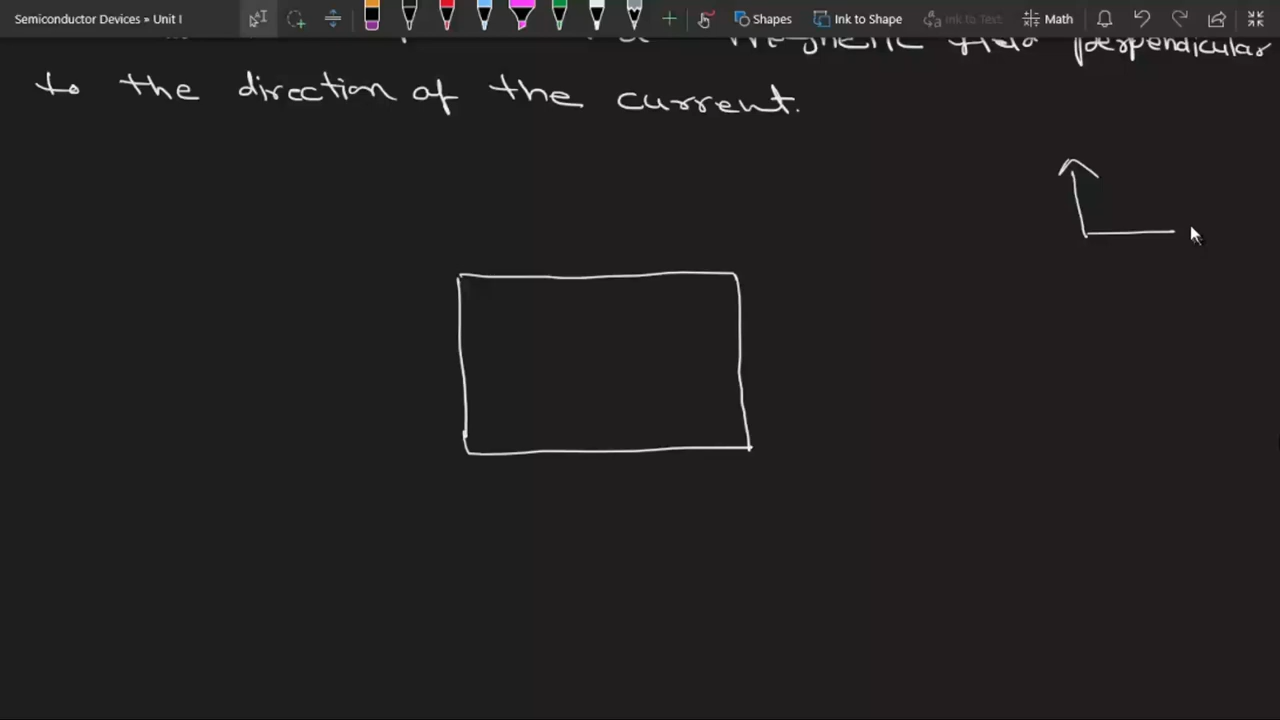 Semiconductor Devices » Unit I
Shapes
Ink to Shape
Ink to Text
Math
magnetic field perpendicular
to the direction of the current.